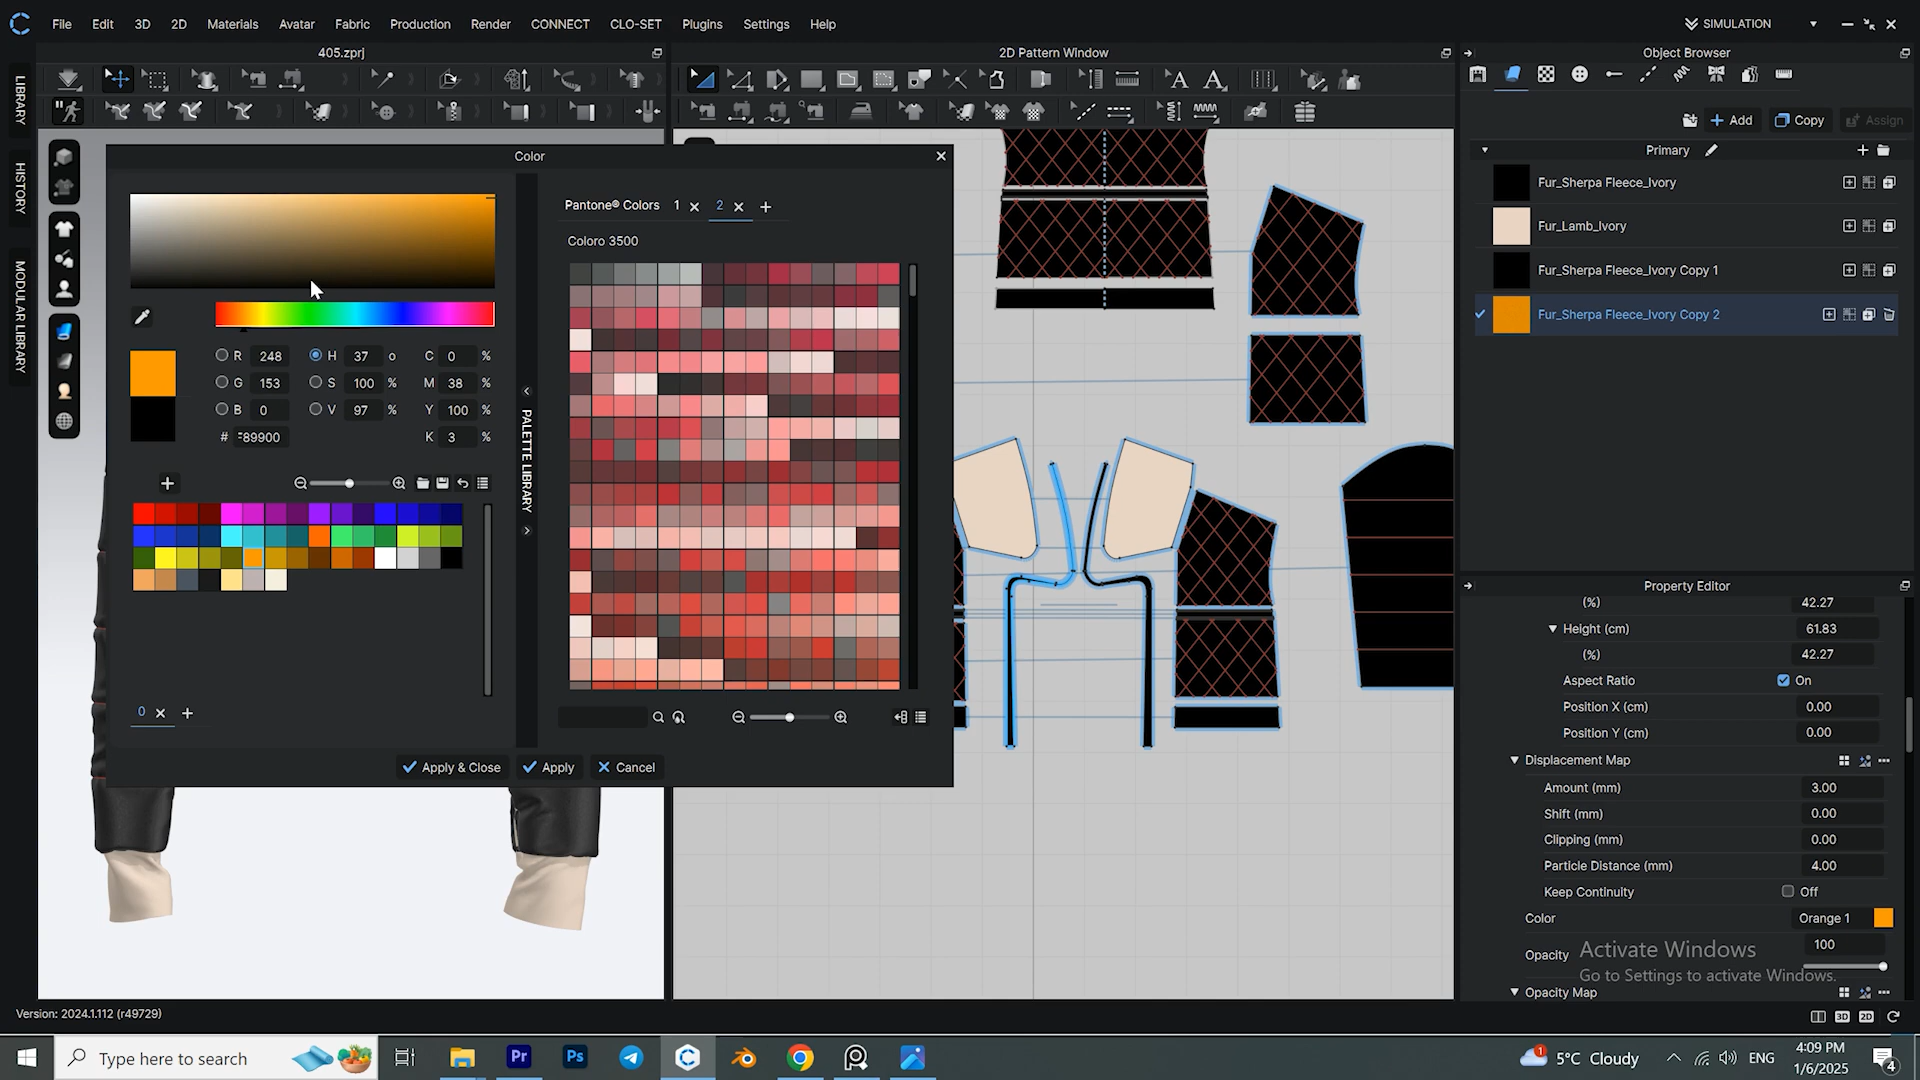 File Edit 3D 2D Materials Avatar Fabric Production Render CONNECT CLO-SET Plugins Settings Help SIMULATION
405.zprj
2D Pattern Window
Object Browser
LIBRARY
HISTORY
MODULAR LIBRARY
Add
Copy
Assign
Primary
Fur_Sherpa Fleece_Ivory
Fur_Lamb_Ivory
Fur_Sherpa Fleece_Ivory Copy 1
Fur_Sherpa Fleece_Ivory Copy 2
Color
Pantone® Colors 1 2
Coloro 3500
R 248 H 37 o C 0 %
G 153 S 100 % M 38 %
B 0 V 97 % Y 100 %
# F89900 K 3 %
PALETTE LIBRARY
0
Apply & Close Apply Cancel
Property Editor
(%) 42.27
Height (cm) 61.83
(%) 42.27
Aspect Ratio On
Position X (cm) 0.00
Position Y (cm) 0.00
Displacement Map
Amount (mm) 3.00
Shift (mm) 0.00
Clipping (mm) 0.00
Particle Distance (mm) 4.00
Keep Continuity Off
Color Orange 1
Opacity 100
Activate Windows
Go to Settings to activate Windows.
Opacity Map
Version: 2024.1.112 (r49729)
3D 2D
Type here to search
Pr
Ps
1
5°C Cloudy
ENG
4:09 PM
1/6/2025
4